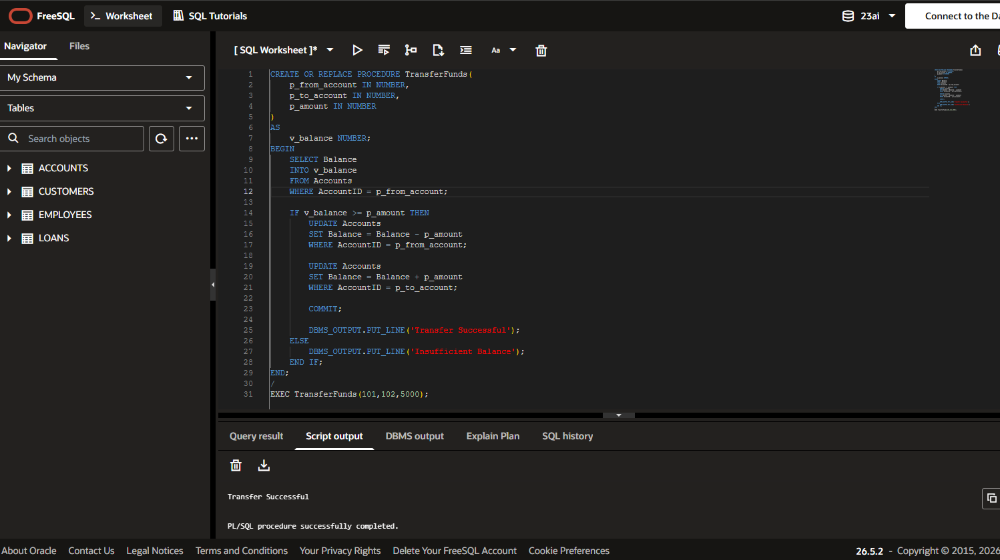 FreeSQL
>_ Worksheet
SQL Tutorials
23ai
Connect to the Da
Navigator
Files
[ SQL Worksheet ]*
Aa
My Schema
Tables
Search objects
ACCOUNTS
CUSTOMERS
EMPLOYEES
LOANS
1 CREATE OR REPLACE PROCEDURE TransferFunds(
2 p_from_account IN NUMBER,
3 p_to_account IN NUMBER,
4 p_amount IN NUMBER
5 )
6 AS
7 v_balance NUMBER;
8 BEGIN
9 SELECT Balance
10 INTO v_balance
11 FROM Accounts
12 WHERE AccountID = p_from_account;
13
14 IF v_balance >= p_amount THEN
15 UPDATE Accounts
16 SET Balance = Balance - p_amount
17 WHERE AccountID = p_from_account;
18
19 UPDATE Accounts
20 SET Balance = Balance + p_amount
21 WHERE AccountID = p_to_account;
22
23 COMMIT;
24
25 DBMS_OUTPUT.PUT_LINE('Transfer Successful');
26 ELSE
27 DBMS_OUTPUT.PUT_LINE('Insufficient Balance');
28 END IF;
29 END;
30 /
31 EXEC TransferFunds(101,102,5000);
Query result
Script output
DBMS output
Explain Plan
SQL history
Transfer Successful
PL/SQL procedure successfully completed.
About Oracle
Contact Us
Legal Notices
Terms and Conditions
Your Privacy Rights
Delete Your FreeSQL Account
Cookie Preferences
26.5.2 - Copyright © 2015, 2026